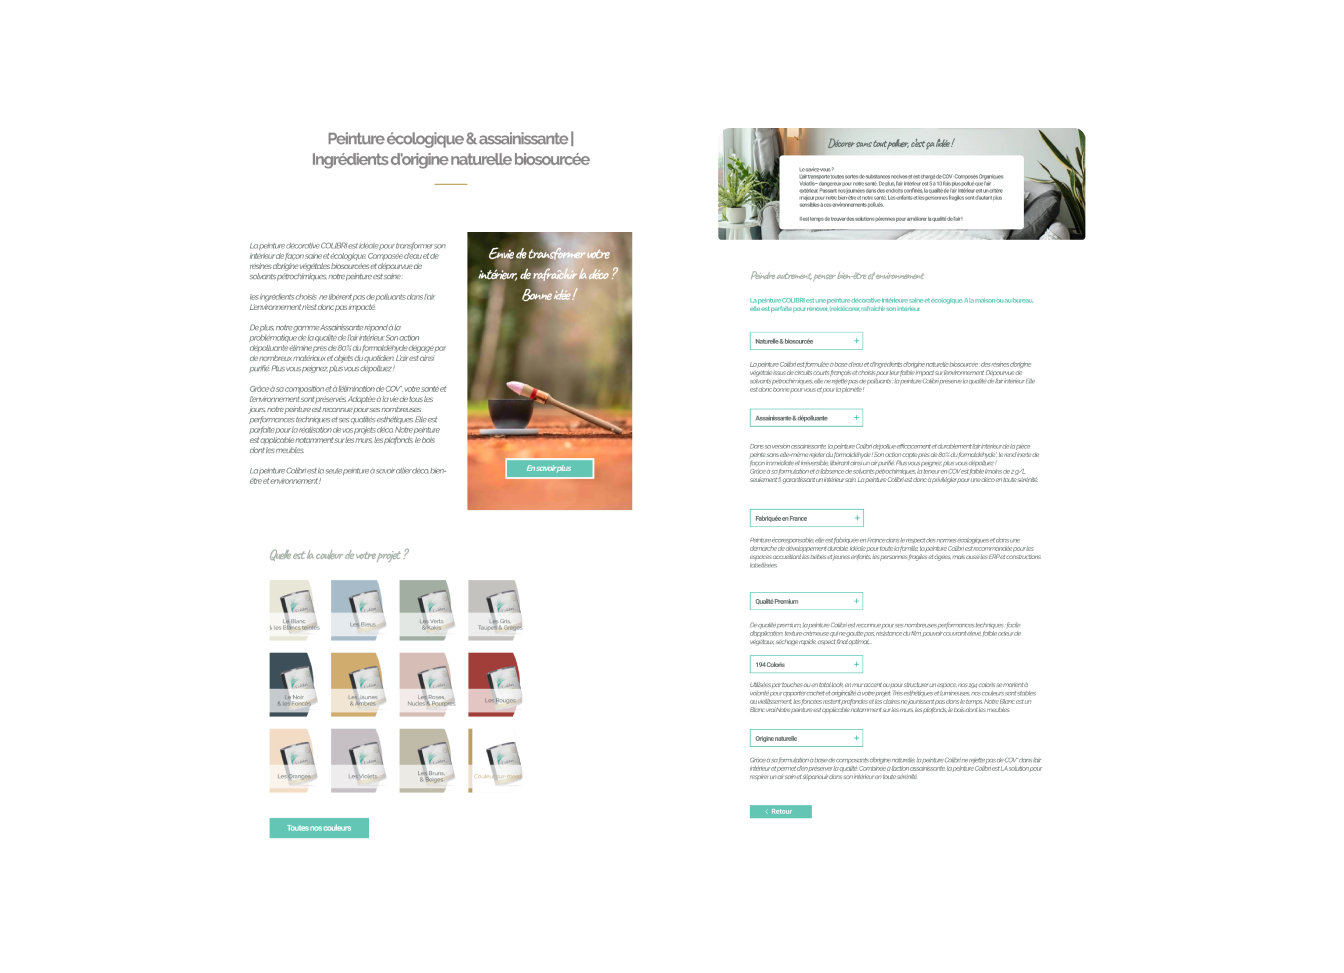 Peinture écologique & assainissante |
Ingrédients d'origine naturelle biosourcée
La peinture décorative COLIBRI est idéale pour transformer son
intérieur de façon saine et écologique. Composée d'eau et de
résines d'origine végétales biosourcées et dépourvue de
solvants pétrochimiques, notre peinture est saine :
les ingrédients choisis ne libèrent pas de polluants dans l'air.
L'environnement n'est donc pas impacté.
De plus, notre gamme Assainissante répond à la
problématique de la qualité de l'air intérieur. Son action
dépolluante élimine près de 80% du formaldéhyde dégagé par
de nombreux matériaux et objets du quotidien. L'air est ainsi
purifié. Plus vous peignez, plus vous dépolluez !
Grâce à sa composition et à l'élimination de COV*, votre santé et
l'environnement sont préservés. Adaptée à la vie de tous les
jours, notre peinture est reconnue pour ses nombreuses
performances techniques et ses qualités esthétiques. Elle est
parfaite pour la réalisation de vos projets déco. Notre peinture
est applicable notamment sur les murs, les plafonds, le bois
dont les meubles.
La peinture Colibri est la seule peinture à savoir allier déco, bien-
être et environnement !
Envie de transformer votre
intérieur, de rafraîchir la déco ?
Bonne idée !
En savoir plus
Quelle est la couleur de votre projet ?
Le Blanc
& les Blancs teintés
Les Bleus
Les Verts
& Kakis
Les Gris,
Taupes & Grèges
Le Noir
& les Foncés
Les Jaunes
& Ambrés
Les Roses,
Nudes & Pourpres
Les Rouges
Les Oranges
Les Violets
Les Bruns
& Beiges
Couleur sur-mesure
Toutes nos couleurs
Décorer sans tout polluer, c'est ça l'idée !
Le saviez-vous ?
L'air transporte toutes sortes de substances nocives et est chargé de COV -Composés Organiques
Volatils– dangereux pour notre santé. De plus, l'air intérieur est 5 à 10 fois plus pollué que l'air
extérieur. Passant nos journées dans des endroits confinés, la qualité de l'air intérieur est un critère
majeur pour notre bien-être et notre santé. Les enfants et les personnes fragiles sont d'autant plus
sensibles à ces environnements pollués.
Il est temps de trouver des solutions pérennes pour améliorer la qualité de l'air !
Peindre autrement, penser bien-être et environnement
La peinture COLIBRI est une peinture décorative intérieure saine et écologique. A la maison ou au bureau,
elle est parfaite pour rénover, (re)décorer, rafraîchir son intérieur.
Naturelle & biosourcée +
La peinture Colibri est formulée à base d'eau et d'ingrédients d'origine naturelle biosourcée : des résines d'origine
végétale issus de circuits courts français et choisis pour leur faible impact sur l'environnement. Dépourvue de
solvants pétrochimiques, elle ne rejette pas de polluants ; la peinture Colibri préserve la qualité de l'air intérieur. Elle
est donc bonne pour vous et pour la planète !
Assainissante & dépolluante +
Dans sa version assainissante, la peinture Colibri dépollue efficacement et durablement l'air intérieur de la pièce
peinte sans elle-même rejeter du formaldéhyde ! Son action capte près de 80% du formaldéhyde*, le rend inerte de
façon immédiate et irréversible, libérant ainsi un air purifié. Plus vous peignez, plus vous dépolluez !
Grâce à sa formulation et à l'absence de solvants pétrochimiques, la teneur en COV est faible (moins de 2 g/L
seulement !), garantissant un intérieur sain. La peinture Colibri est donc à privilégier pour une déco en toute sérénité.
Fabriquée en France +
Peinture écoresponsable, elle est fabriquée en France dans le respect des normes écologiques et dans une
démarche de développement durable. Idéale pour toute la famille, la peinture Colibri est recommandée pour les
espaces accueillant les bébés et jeunes enfants, les personnes fragiles et âgées, mais aussi les ERP et constructions
labellisées.
Qualité Premium +
De qualité premium, la peinture Colibri est reconnue pour ses nombreuses performances techniques : facile
d'application, texture crémeuse qui ne goutte pas, résistance du film, pouvoir couvrant élevé, faible odeur de
végétaux, séchage rapide, aspect final optimal...
194 Coloris +
Utilisées par touches ou en total look, en mur accent ou pour structurer un espace, nos 194 coloris se marient à
volonté pour apporter cachet et originalité à votre projet. Très esthétiques et lumineuses, nos couleurs sont stables
au vieillissement, les foncées restent profondes et les claires ne jaunissent pas dans le temps. Notre Blanc est un
Blanc vrai! Notre peinture est applicable notamment sur les murs, les plafonds, le bois dont les meubles.
Origine naturelle +
Grâce à sa formulation à base de composants d'origine naturelle, la peinture Colibri ne rejette pas de COV* dans l'air
intérieur et permet d'en préserver la qualité. Combinée à l'action assainissante, la peinture Colibri est LA solution pour
respirer un air sain et s'épanouir dans son intérieur en toute sérénité.
< Retour